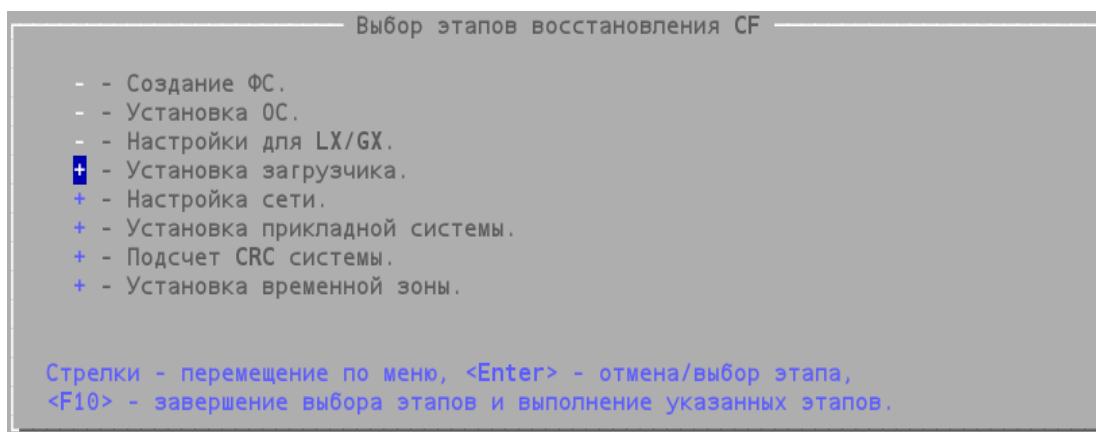 Выбор этапов восстановления CF
- - Создание ФС.
- - Установка ОС.
- - Настройки для LX/GX.
+ - Установка загрузчика.
+ - Настройка сети.
+ - Установка прикладной системы.
+ - Подсчет CRC системы.
+ - Установка временной зоны.
Стрелки - перемещение по меню, <Enter> - отмена/выбор этапа,
<F10> - завершение выбора этапов и выполнение указанных этапов.